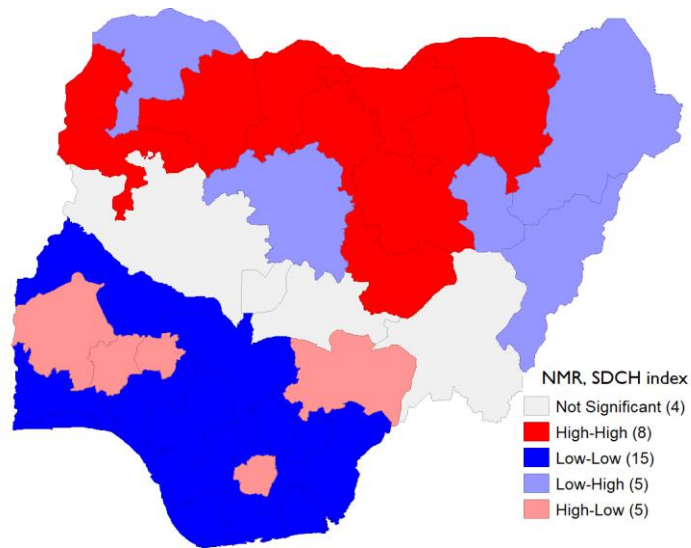 NMR, SDCH index
Not Significant (4)
High-High (8)
Low-Low (15)
Low-High (5)
High-Low (5)